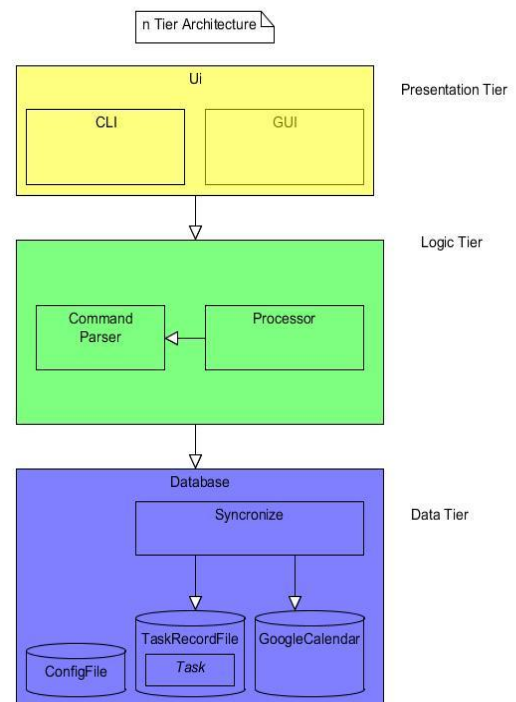 n Tier Architecture
Ui
Presentation Tier
CLI
GUI
Logic Tier
Command
Parser
Processor
Database
Syncronize
Data Tier
TaskRecordFile
GoogleCalendar
Task
ConfigFile